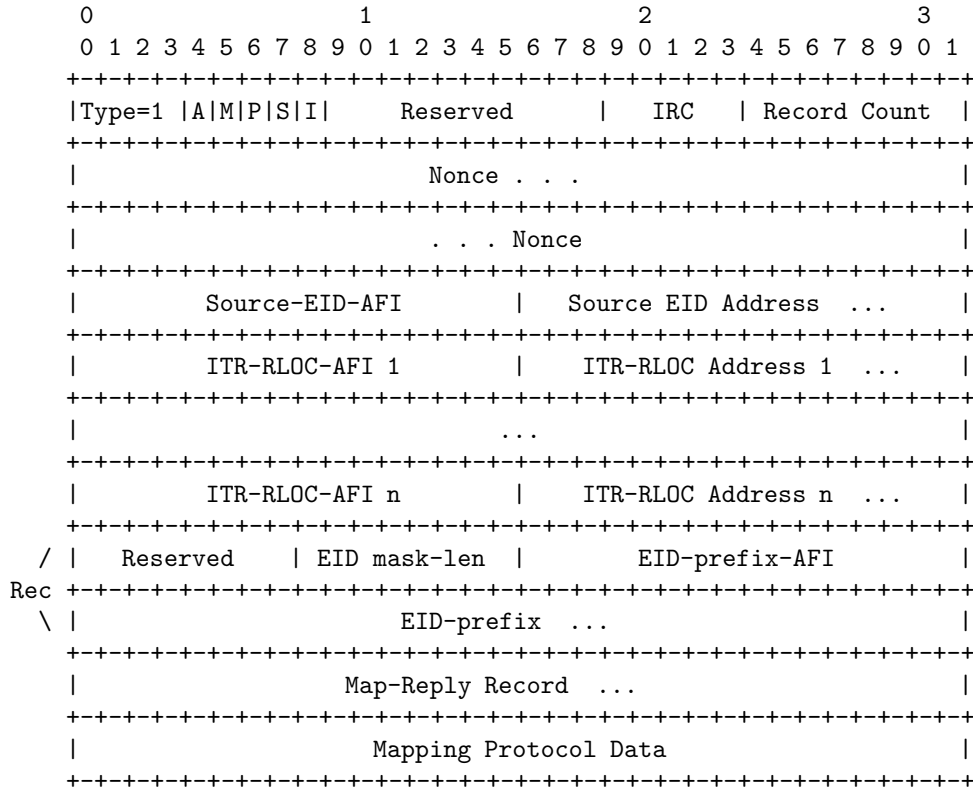 0                   1                   2                   3
 0 1 2 3 4 5 6 7 8 9 0 1 2 3 4 5 6 7 8 9 0 1 2 3 4 5 6 7 8 9 0 1
+-+-+-+-+-+-+-+-+-+-+-+-+-+-+-+-+-+-+-+-+-+-+-+-+-+-+-+-+-+-+-+-+
|Type=1 |A|M|P|S|I|     Reserved      |   IRC   | Record Count  |
+-+-+-+-+-+-+-+-+-+-+-+-+-+-+-+-+-+-+-+-+-+-+-+-+-+-+-+-+-+-+-+-+
|                         Nonce . . .                           |
+-+-+-+-+-+-+-+-+-+-+-+-+-+-+-+-+-+-+-+-+-+-+-+-+-+-+-+-+-+-+-+-+
|                         . . . Nonce                           |
+-+-+-+-+-+-+-+-+-+-+-+-+-+-+-+-+-+-+-+-+-+-+-+-+-+-+-+-+-+-+-+-+
|         Source-EID-AFI        |   Source EID Address  ...     |
+-+-+-+-+-+-+-+-+-+-+-+-+-+-+-+-+-+-+-+-+-+-+-+-+-+-+-+-+-+-+-+-+
|         ITR-RLOC-AFI 1        |    ITR-RLOC Address 1  ...    |
+-+-+-+-+-+-+-+-+-+-+-+-+-+-+-+-+-+-+-+-+-+-+-+-+-+-+-+-+-+-+-+-+
|                              ...                              |
+-+-+-+-+-+-+-+-+-+-+-+-+-+-+-+-+-+-+-+-+-+-+-+-+-+-+-+-+-+-+-+-+
|         ITR-RLOC-AFI n        |    ITR-RLOC Address n  ...    |
+-+-+-+-+-+-+-+-+-+-+-+-+-+-+-+-+-+-+-+-+-+-+-+-+-+-+-+-+-+-+-+-+
/ |   Reserved    | EID mask-len  |        EID-prefix-AFI         |
Rec +-+-+-+-+-+-+-+-+-+-+-+-+-+-+-+-+-+-+-+-+-+-+-+-+-+-+-+-+-+-+-+-+
\ |                       EID-prefix  ...                         |
+-+-+-+-+-+-+-+-+-+-+-+-+-+-+-+-+-+-+-+-+-+-+-+-+-+-+-+-+-+-+-+-+
|                   Map-Reply Record  ...                       |
+-+-+-+-+-+-+-+-+-+-+-+-+-+-+-+-+-+-+-+-+-+-+-+-+-+-+-+-+-+-+-+-+
|                     Mapping Protocol Data                     |
+-+-+-+-+-+-+-+-+-+-+-+-+-+-+-+-+-+-+-+-+-+-+-+-+-+-+-+-+-+-+-+-+